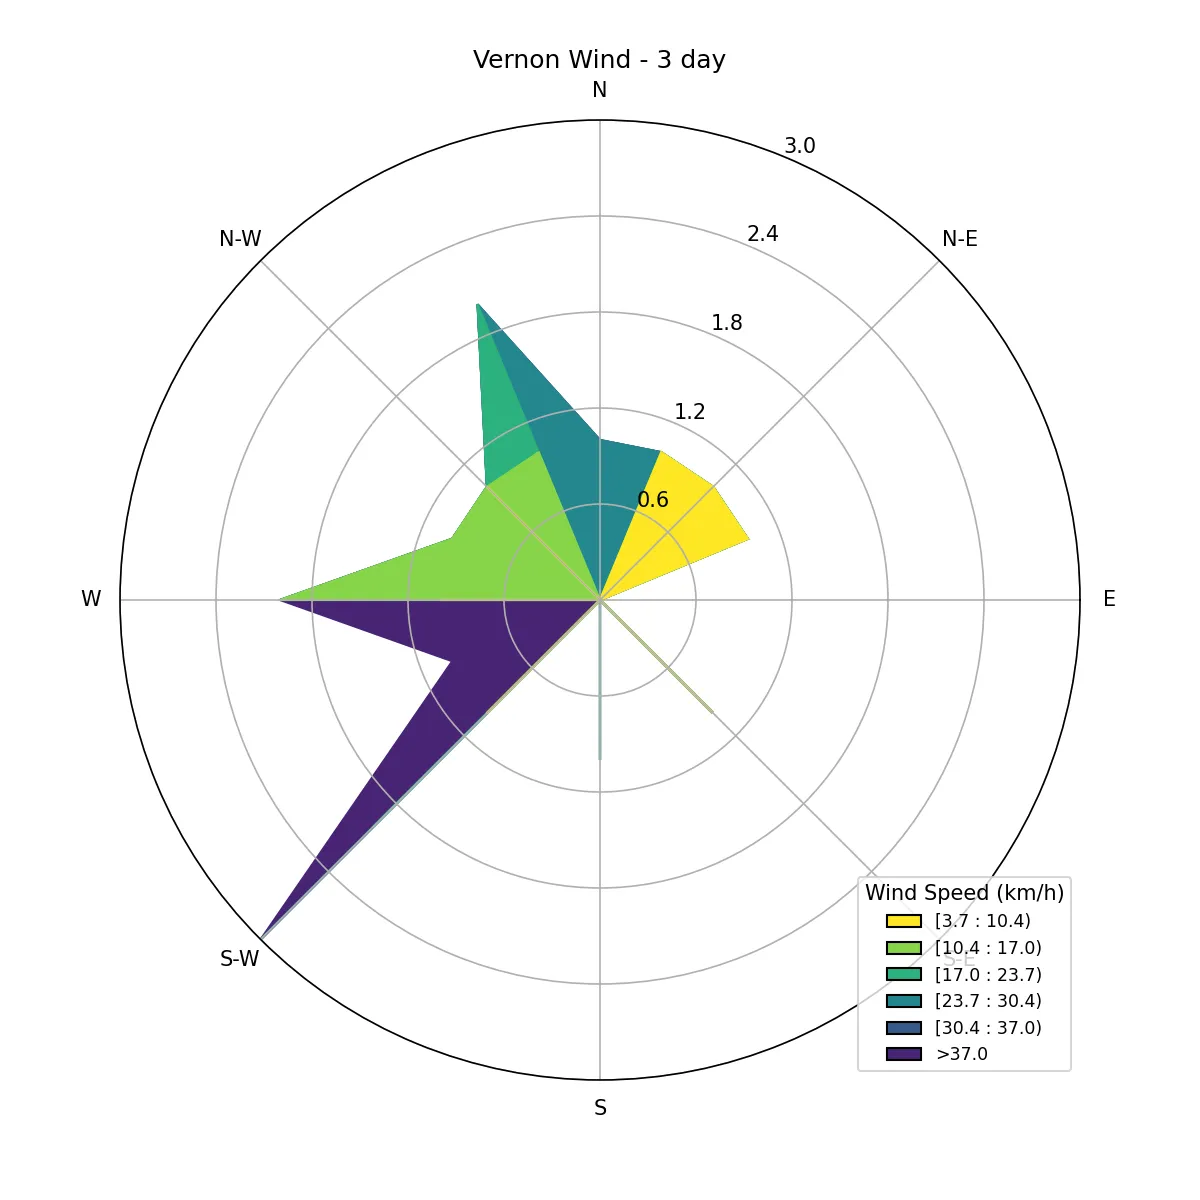 Vernon Wind - 3 day
N
3.0
N-W
2.4
N-E
1.8
1.2
0.6
W
E
S-W
S-E
Wind Speed (km/h)
[3.7 : 10.4)
[10.4 : 17.0)
[17.0 : 23.7)
[23.7 : 30.4)
[30.4 : 37.0)
>37.0
S